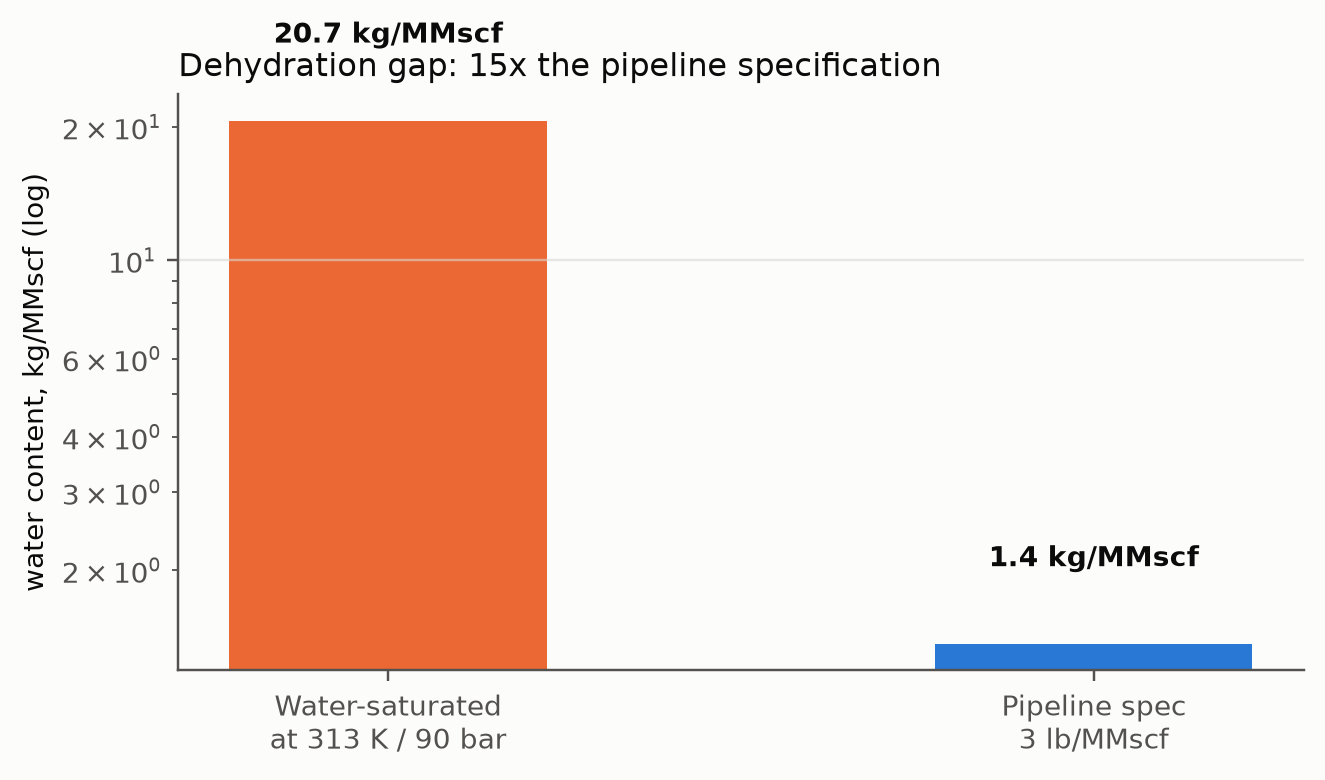 20.7 kg/MMscf
Dehydration gap: 15x the pipeline specification
water content, kg/MMscf (log)
2 × 10¹
10¹
6 × 10⁰
4 × 10⁰
3 × 10⁰
2 × 10⁰
1.4 kg/MMscf
Water-saturated
at 313 K / 90 bar
Pipeline spec
3 lb/MMscf